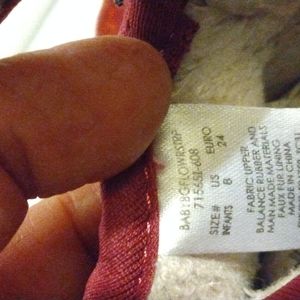 BAB1BGFLOWRSTRP
715651-608
SIZE# US EURO
INFANTS 8 24
FABRIC UPPER
BALANCE RUBBER AND
MAN MADE MATERIALS
FAUX FUR LINING
MADE IN CHINA